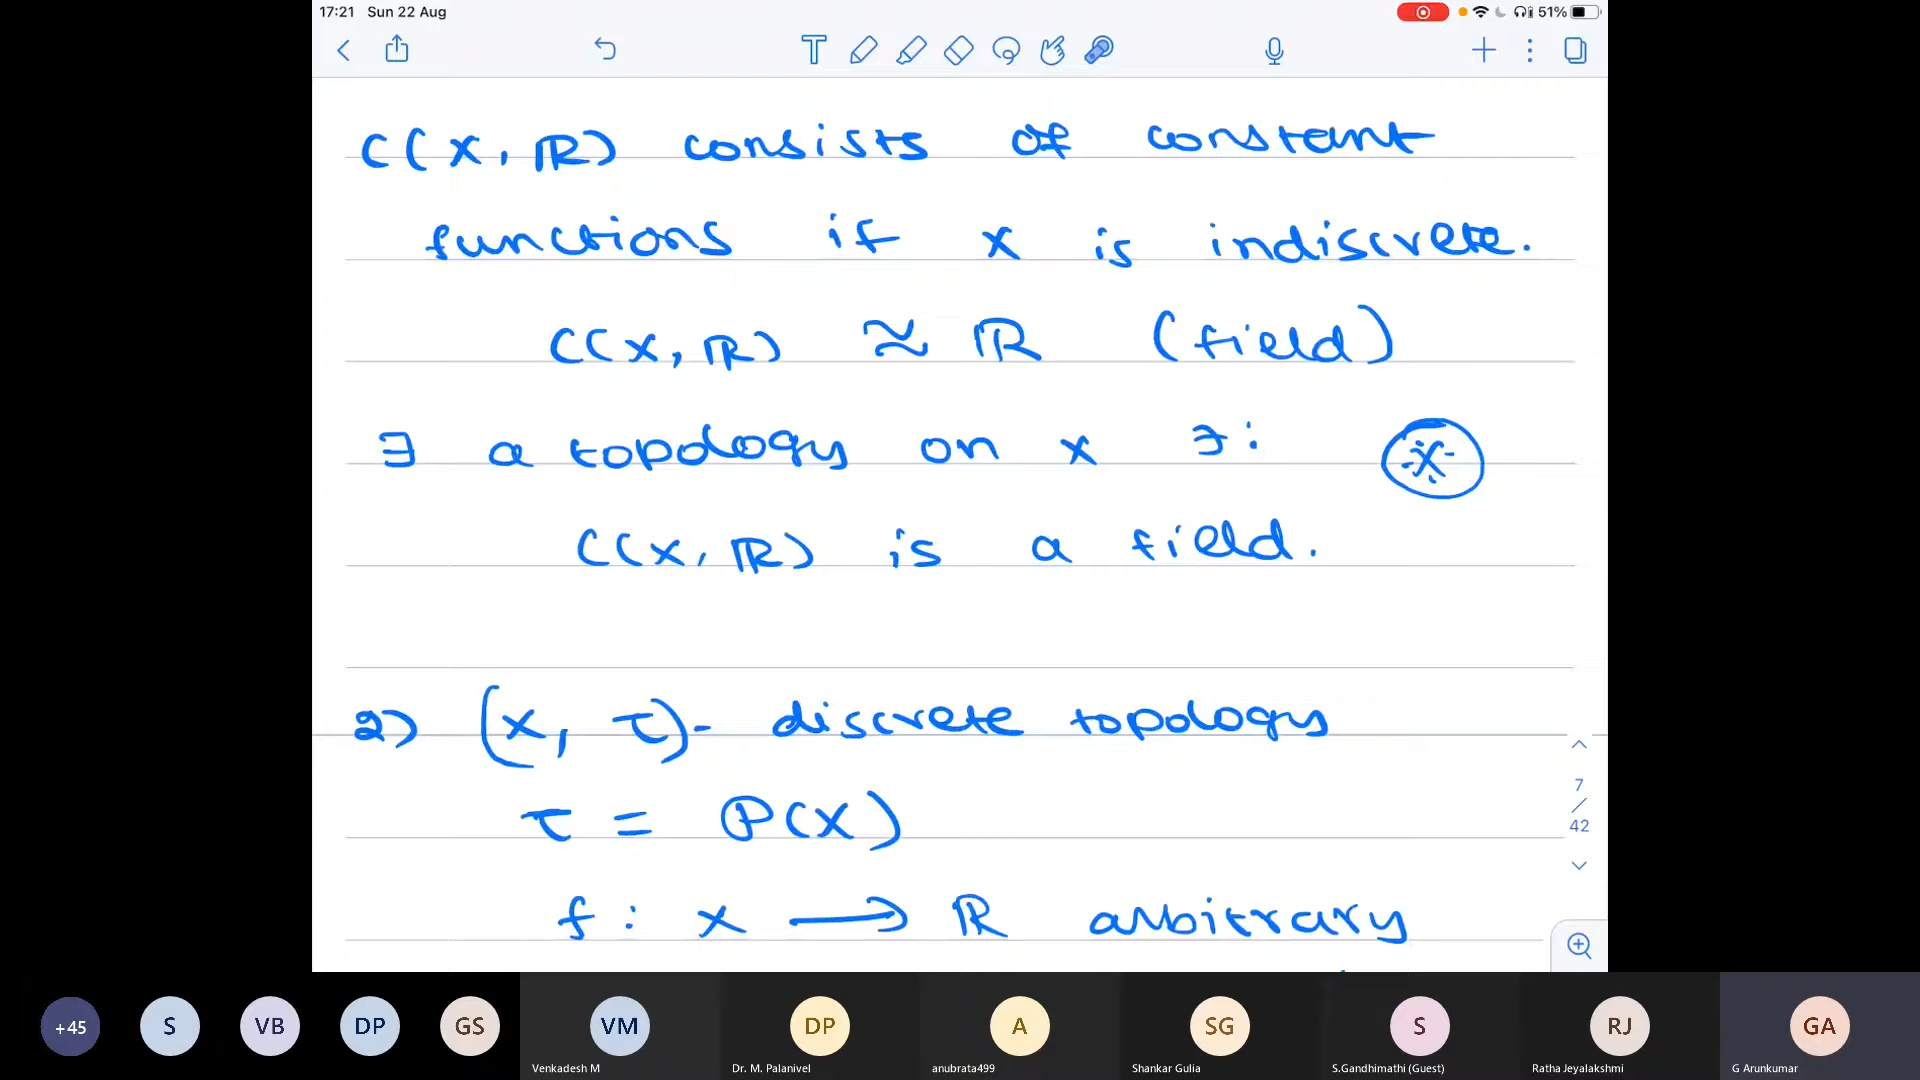 17:21 Sun 22 Aug
51%
C(X, ℝ) consists of constant
functions if X is indiscrete.
C(X, ℝ) ≈ ℝ (field)
∃ a topology on X ∋:
C(X, ℝ) is a field.
2) (X, τ) - discrete topology
τ = P(X)
f : X ⟶ ℝ arbitrary
7
/
42
+45 S VB DP GS VM DP A SG S RJ GA
Venkadesh M Dr. M. Palanivel anubrata499 Shankar Gulia S.Gandhimathi (Guest) Ratha Jeyalakshmi G Arunkumar